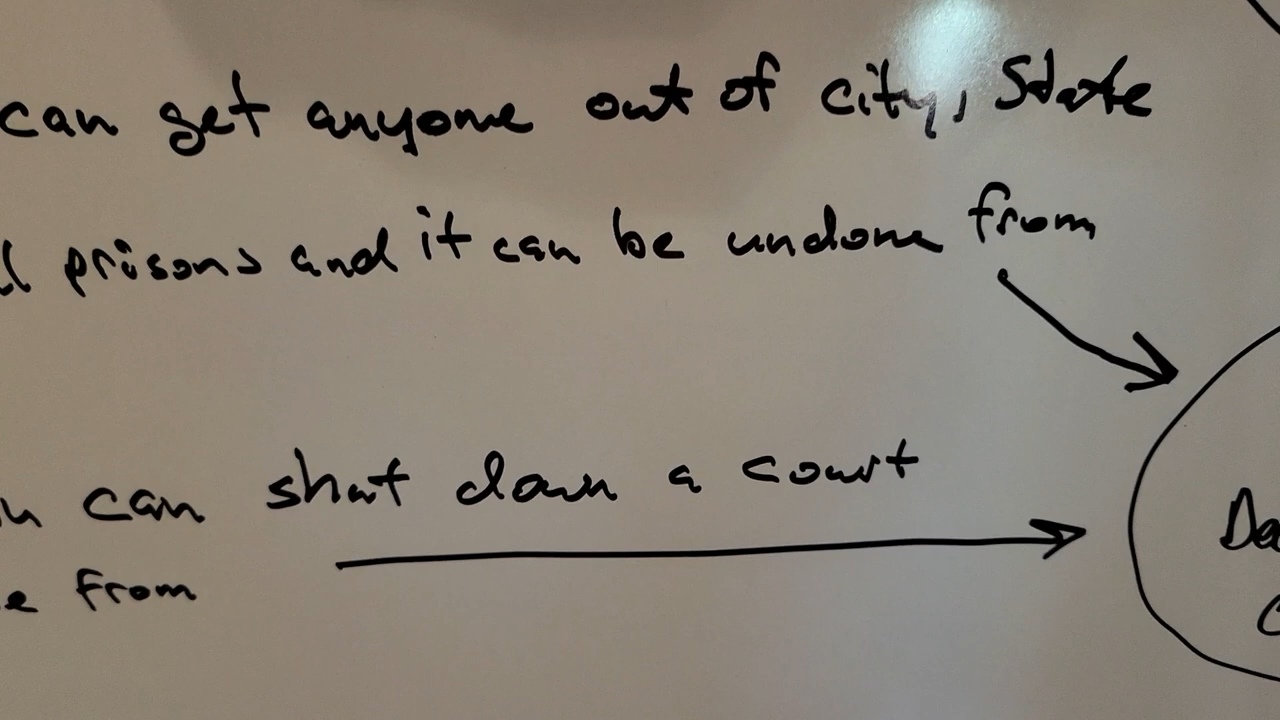 can get anyone out of city, State
prisons and it can be undone from
can shut down a court
from